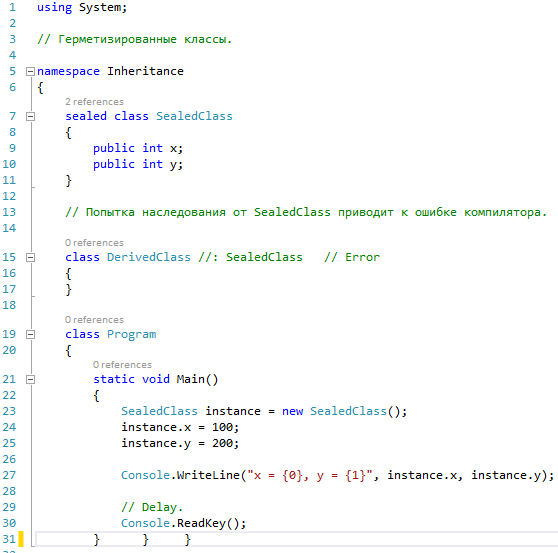 1 using System;
2
3 // Герметизированные классы.
4
5 namespace Inheritance
6 {
2 references
7 sealed class SealedClass
8 {
9 public int x;
10 public int y;
11 }
12
13 // Попытка наследования от SealedClass приводит к ошибке компилятора.
14
0 references
15 class DerivedClass //: SealedClass   // Error
16 {
17 }
18
0 references
19 class Program
20 {
0 references
21 static void Main()
22 {
23 SealedClass instance = new SealedClass();
24 instance.x = 100;
25 instance.y = 200;
26
27 Console.WriteLine("x = {0}, y = {1}", instance.x, instance.y);
28
29 // Delay.
30 Console.ReadKey();
31 } } }